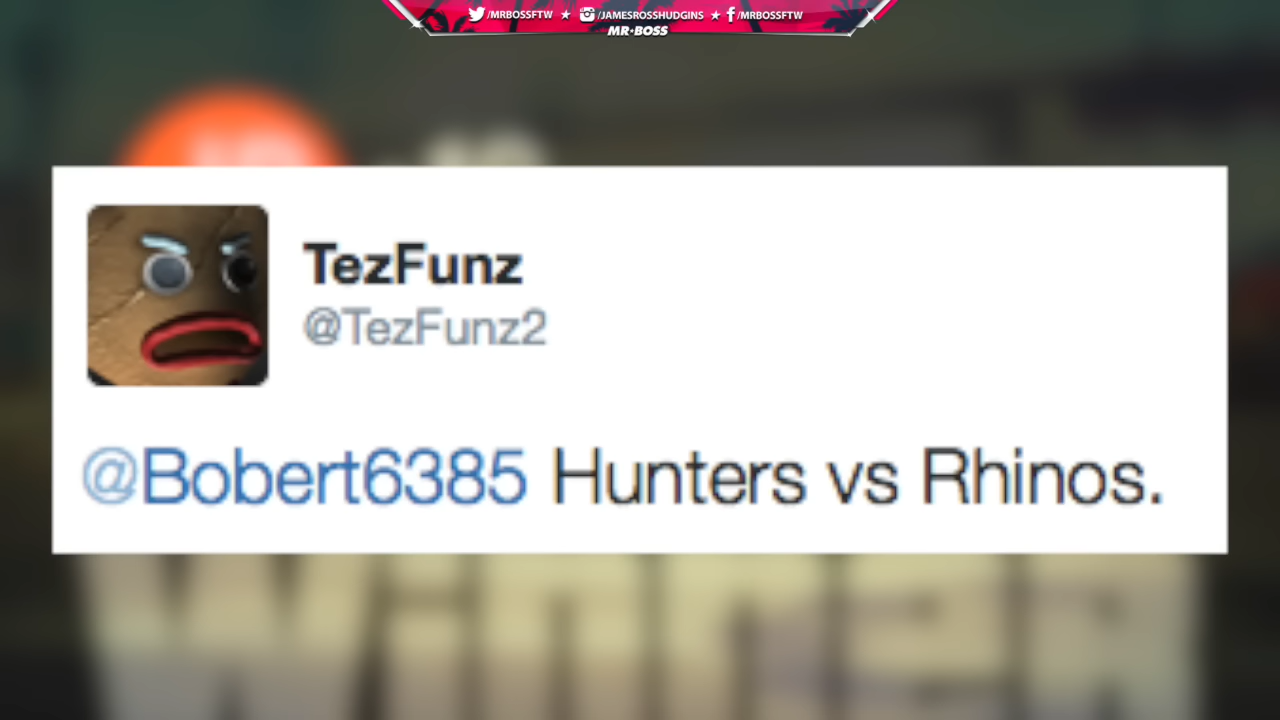 /MRBOSSFTW ★ /JAMESROSSHUDGINS ★ /MRBOSSFTW
MR•BOSS
TezFunz
@TezFunz2
@Bobert6385 Hunters vs Rhinos.